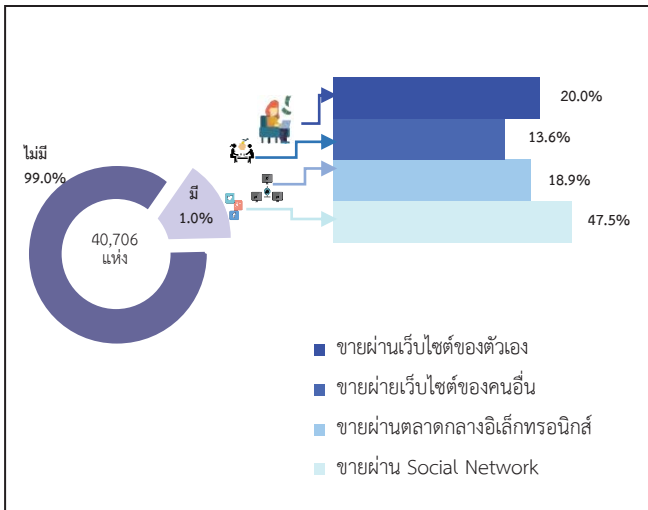 20.0%
13.6%
ไม่มี
99.0%
มี
1.0%
18.9%
47.5%
40,706
แห่ง
ขายผ่านเว็บไซต์ของตัวเอง
ขายผ่ายเว็บไซต์ของคนอื่น
ขายผ่านตลาดกลางอิเล็กทรอนิกส์
ขายผ่าน Social Network